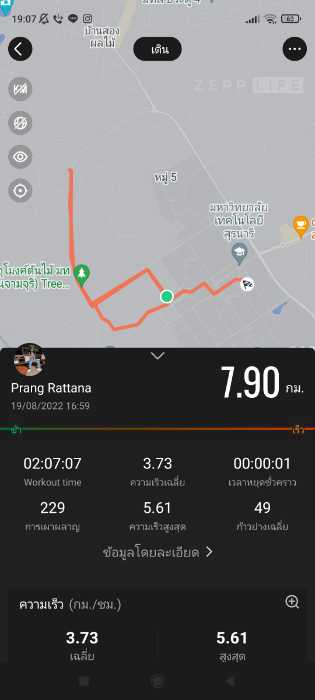 19:07
60
บ้านสอง
ผลไม้
เดิน
ZEPP LIFE
หมู่ 5
มหาวิทยาลัย
เทคโนโลยี
สุรนารี
อุโมงค์ต้นไม้ มท
นจามจุรี) Tree...
Prang Rattana
19/08/2022 16:59
7.90 กม.
ช้า
เร็ว
02:07:07
3.73
00:00:01
Workout time
ความเร็วเฉลี่ย
เวลาหยุดชั่วคราว
229
5.61
49
การเผาผลาญ
ความเร็วสูงสุด
ก้าวย่างเฉลี่ย
ข้อมูลโดยละเอียด >
ความเร็ว (กม./ชม.)
3.73
5.61
เฉลี่ย
สูงสุด